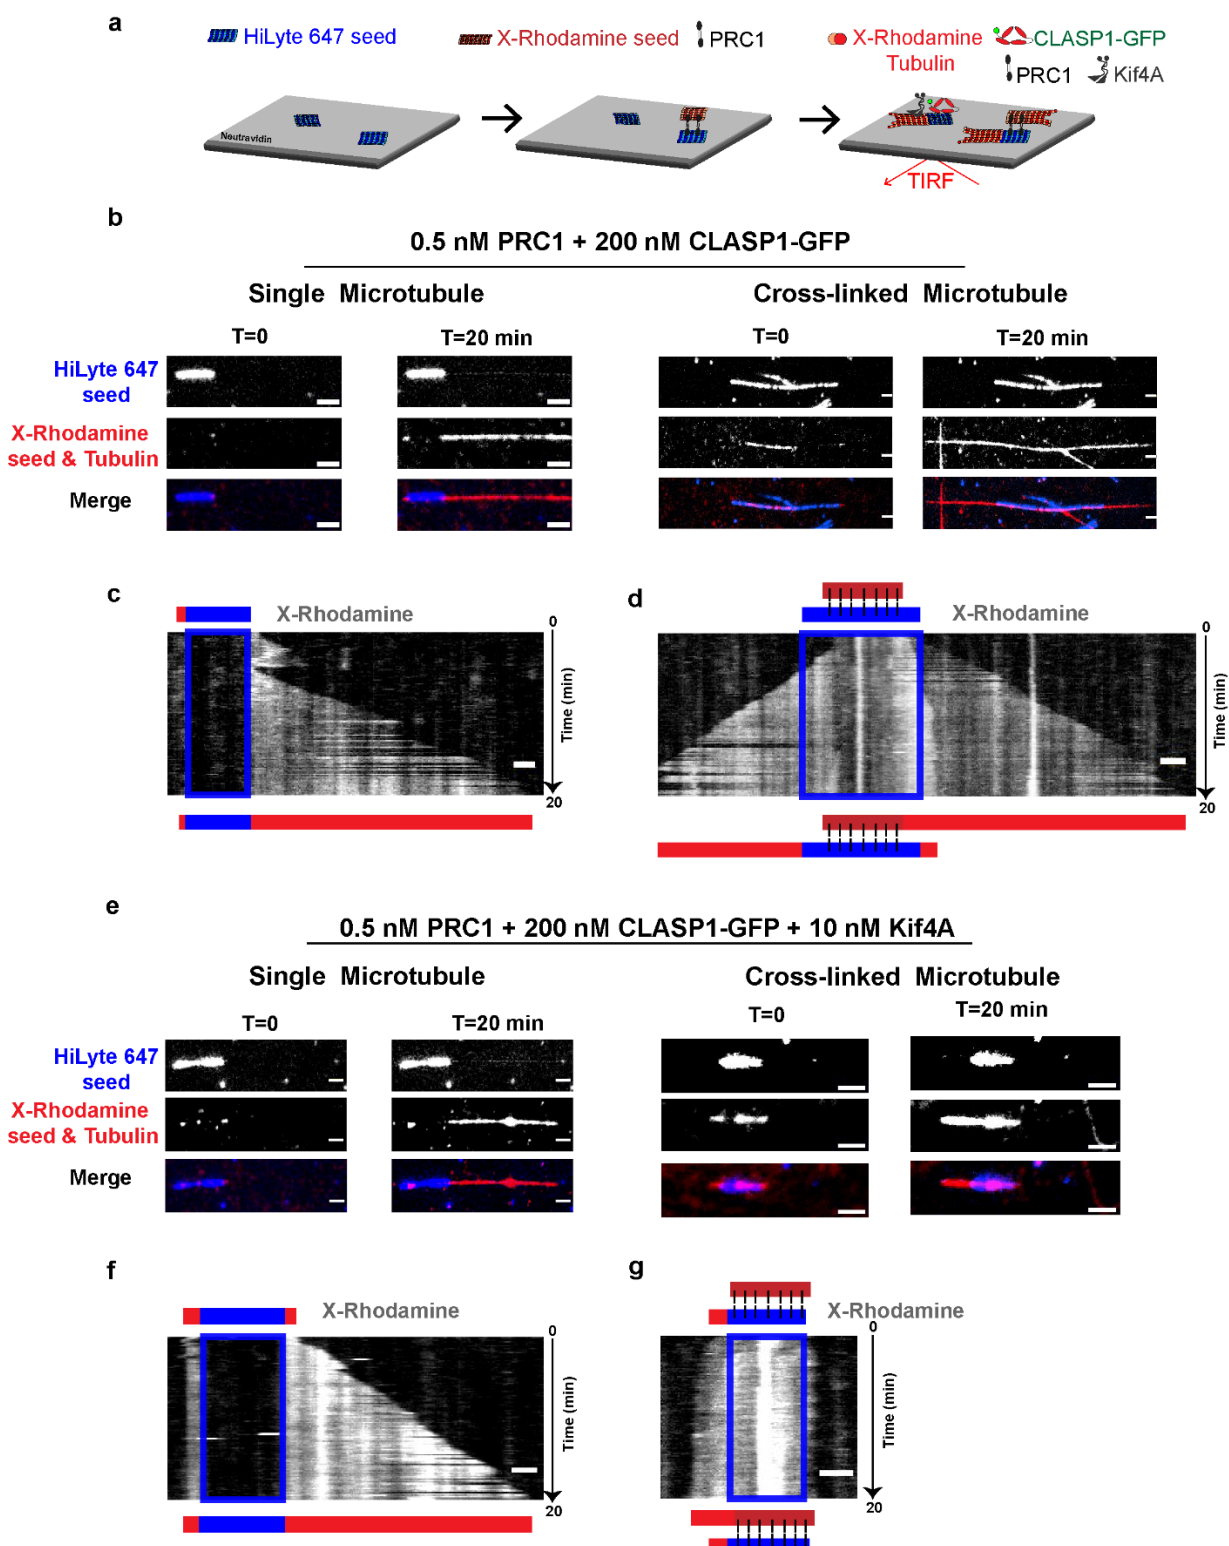 a
HiLyte 647 seed
X-Rhodamine seed
PRC1
X-Rhodamine
Tubulin
CLASP1-GFP
PRC1
Kif4A
Neutravidin
TIRF
b
0.5 nM PRC1 + 200 nM CLASP1-GFP
Single Microtubule
Cross-linked Microtubule
T=0
T=20 min
T=0
T=20 min
HiLyte 647
seed
X-Rhodamine
seed & Tubulin
Merge
c
X-Rhodamine
0
Time (min)
20
d
X-Rhodamine
0
Time (min)
20
e
0.5 nM PRC1 + 200 nM CLASP1-GFP + 10 nM Kif4A
Single Microtubule
Cross-linked Microtubule
T=0
T=20 min
T=0
T=20 min
HiLyte 647
seed
X-Rhodamine
seed & Tubulin
Merge
f
X-Rhodamine
0
Time (min)
20
g
X-Rhodamine
0
Time (min)
20